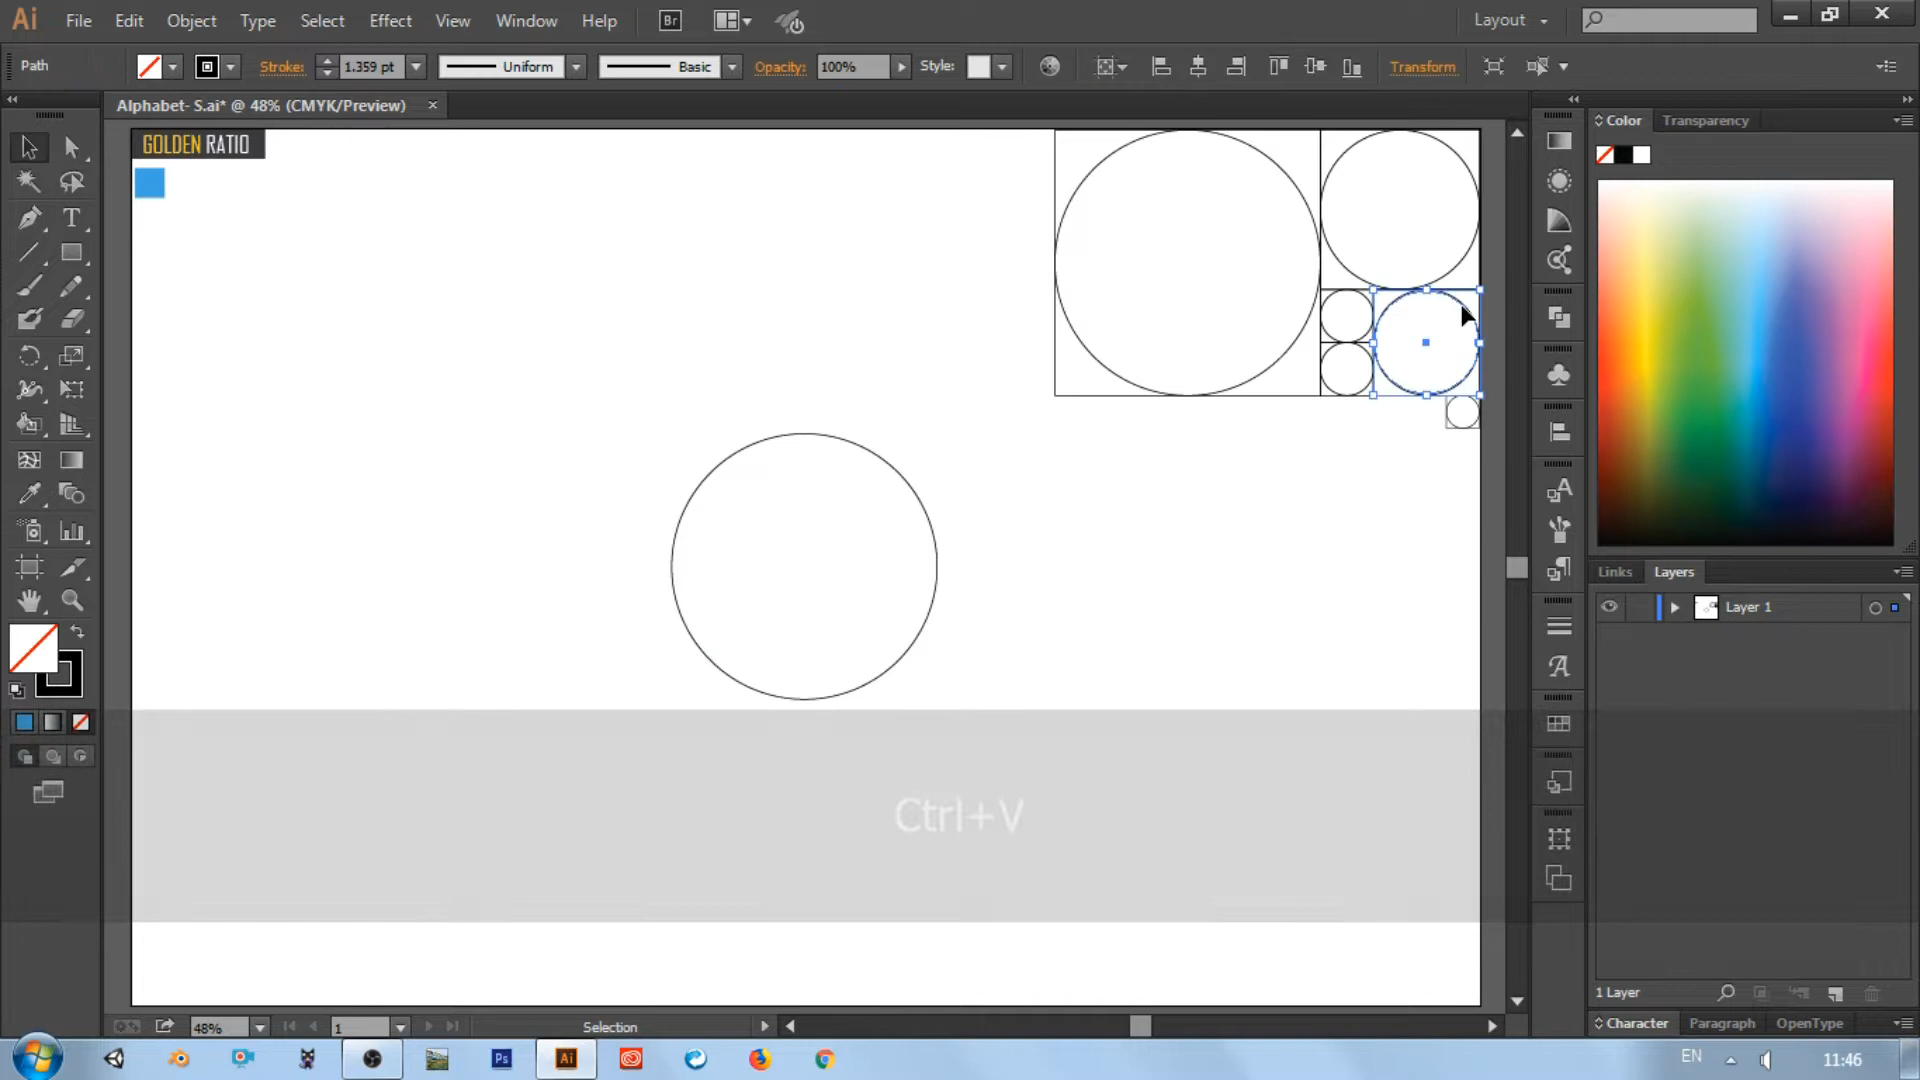 Ai File Edit Object Type Select Effect View Window Help Br Layout
Path Stroke: 1.359 pt Uniform Basic Opacity: 100% Style: Transform
Alphabet- S.ai* @ 48% (CMYK/Preview)
Color Transparency
GOLDEN RATIO
Links Layers
Layer 1
Ctrl+V
1 Layer
48% 1 Selection
Character Paragraph OpenType
Ps Ai EN 11:46